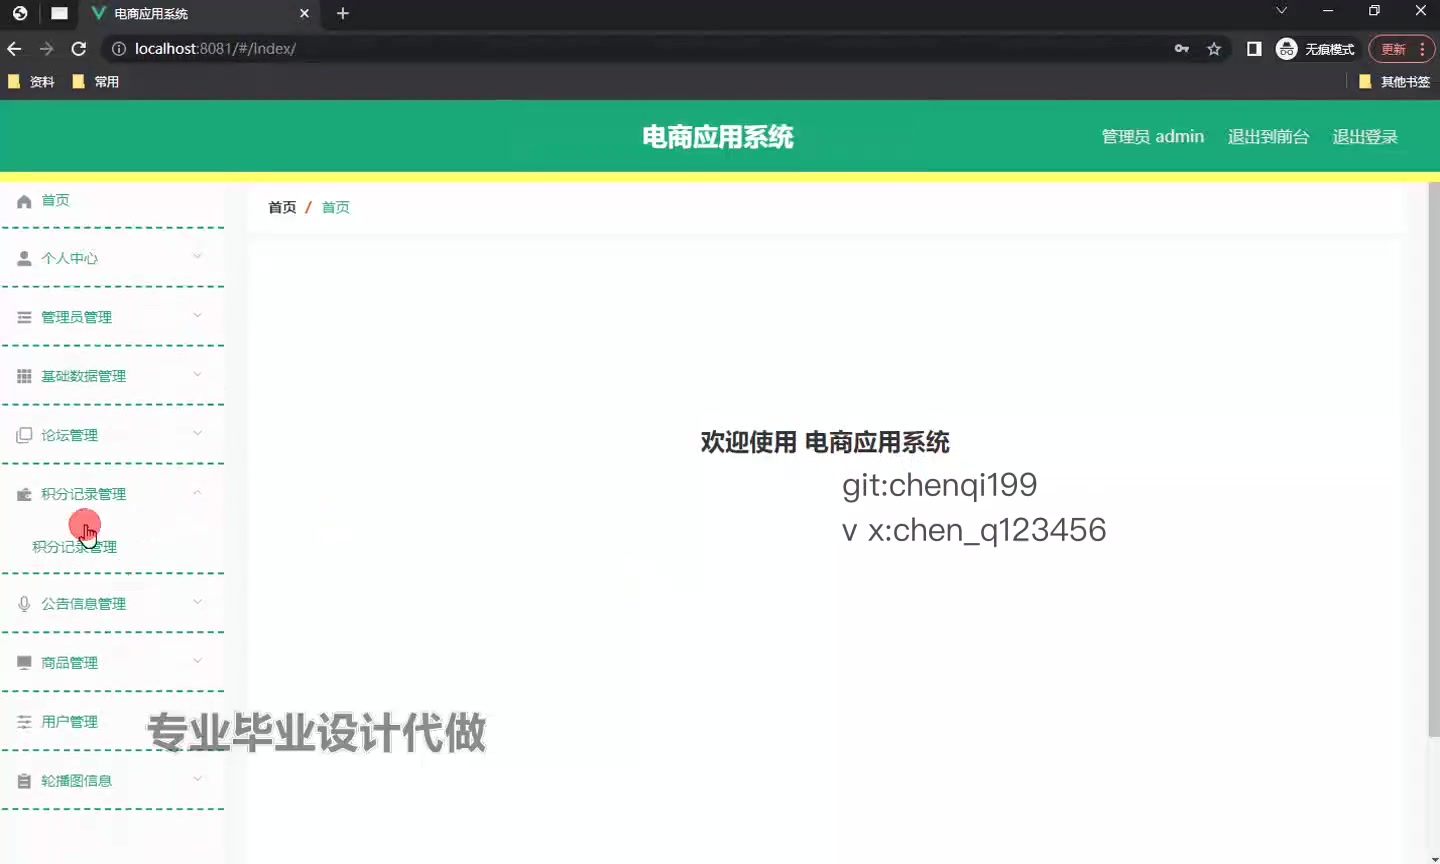 电商应用系统
localhost:8081/#/index/
无痕模式
更新
资料
常用
其他书签
电商应用系统
管理员 admin
退出到前台
退出登录
首页
首页 / 首页
个人中心
管理员管理
基础数据管理
论坛管理
积分记录管理
积分记录管理
公告信息管理
商品管理
用户管理
轮播图信息
欢迎使用 电商应用系统
git:chenqi199
v x:chen_q123456
专业毕业设计代做